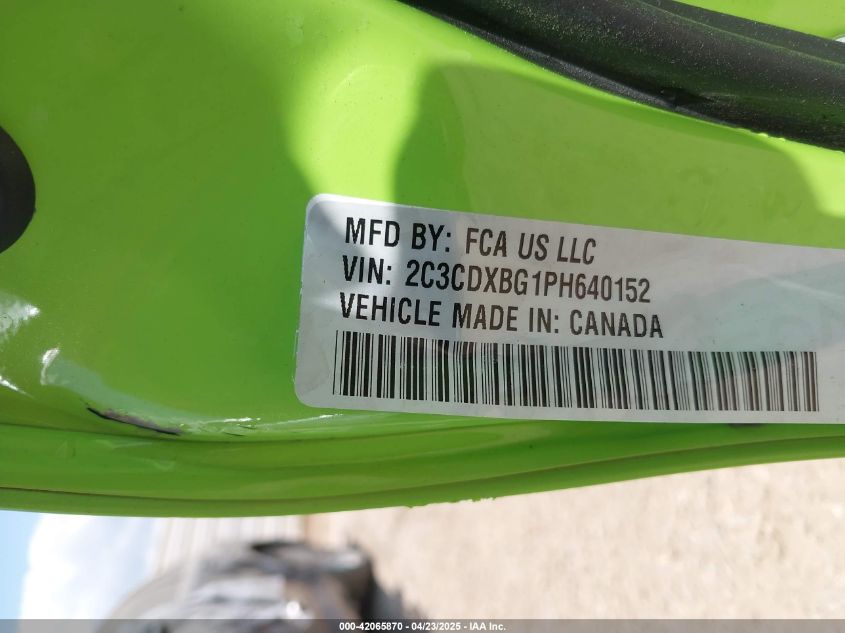 MFD BY: FCA US LLC
VIN: 2C3CDXBG1PH640152
VEHICLE MADE IN: CANADA
000-42065870 - 04/23/2025 - IAA Inc.